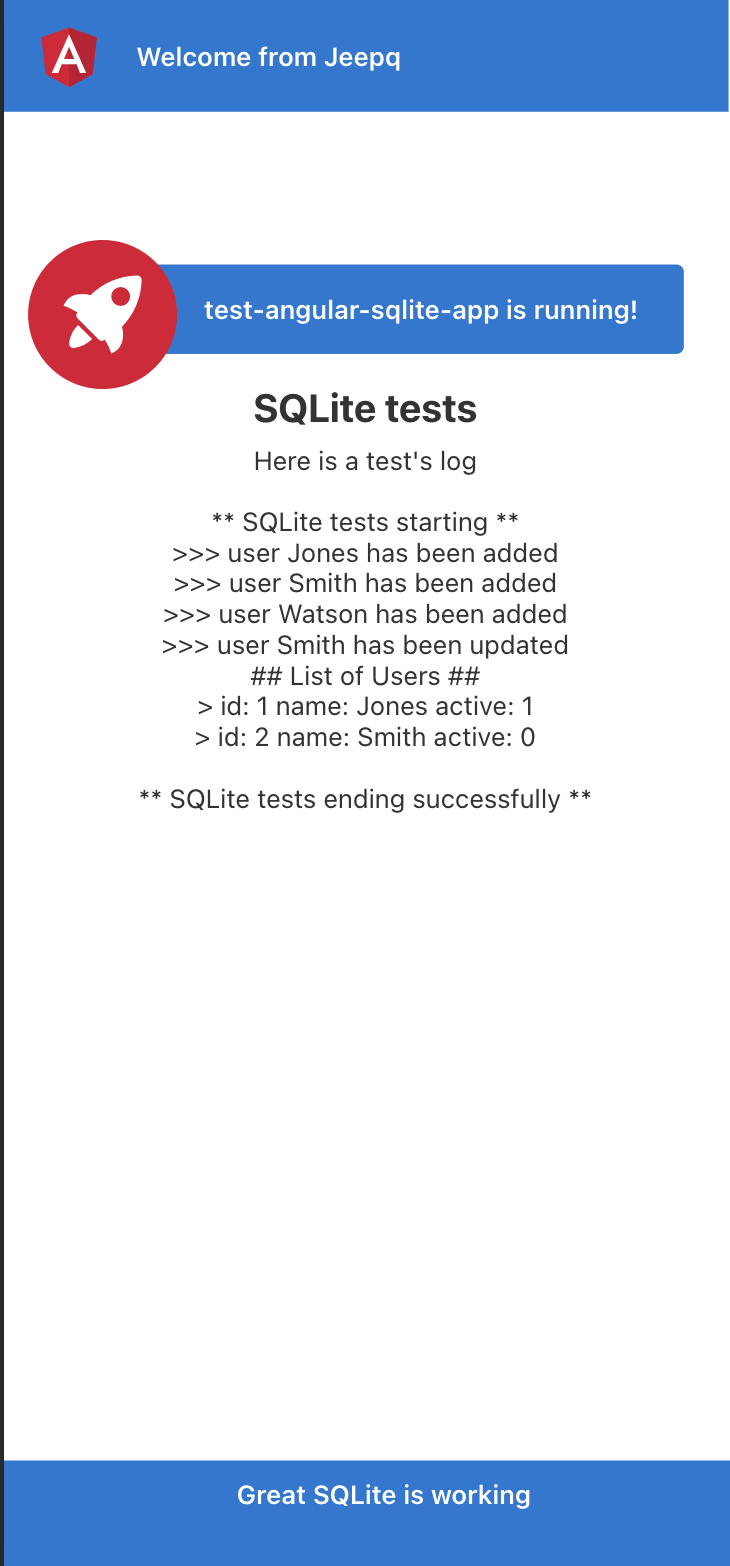 Welcome from Jeepq
test-angular-sqlite-app is running!
SQLite tests
Here is a test's log
** SQLite tests starting **
>>> user Jones has been added
>>> user Smith has been added
>>> user Watson has been added
>>> user Smith has been updated
## List of Users ##
> id: 1 name: Jones active: 1
> id: 2 name: Smith active: 0
** SQLite tests ending successfully **
Great SQLite is working